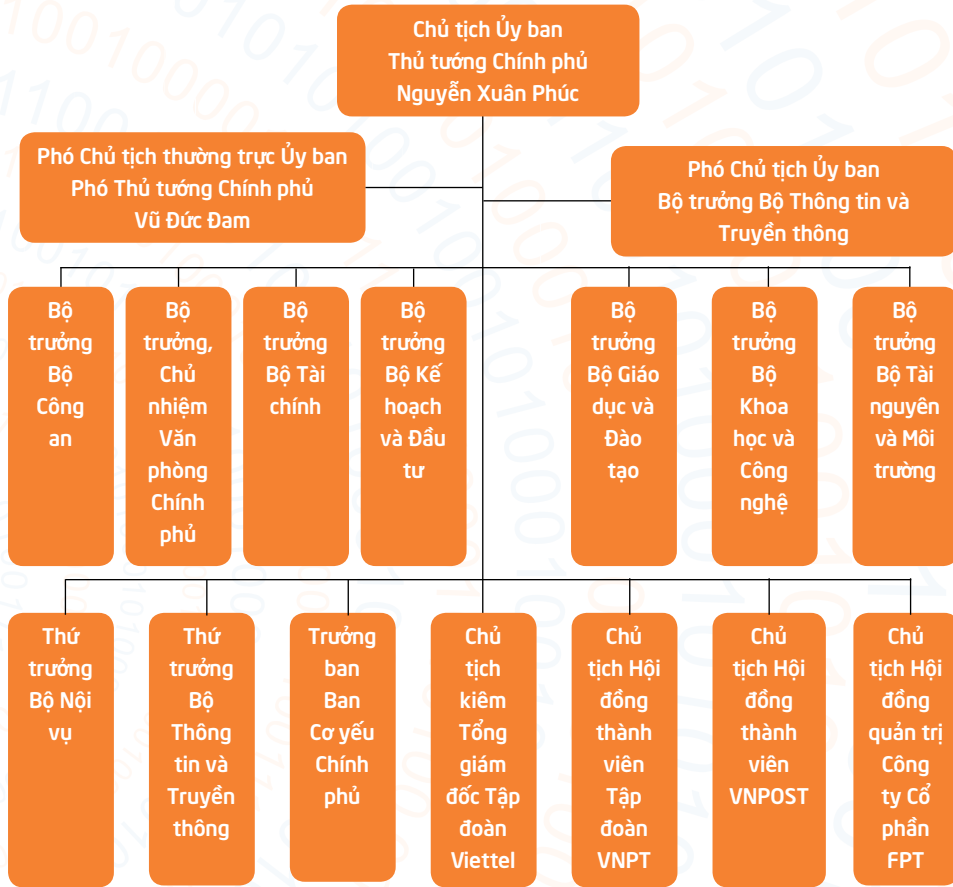 Chủ tịch Ủy ban
Thủ tướng Chính phủ
Nguyễn Xuân Phúc
Phó Chủ tịch thường trực Ủy ban
Phó Thủ tướng Chính phủ
Vũ Đức Đam
Phó Chủ tịch Ủy ban
Bộ trưởng Bộ Thông tin và
Truyền thông
Bộ
trưởng
Bộ
Công
an
Bộ
trưởng,
Chủ
nhiệm
Văn
phòng
Chính
phủ
Bộ
trưởng
Bộ Tài
chính
Bộ
trưởng
Bộ Kế
hoạch
và Đầu
tư
Bộ
trưởng
Bộ Giáo
dục và
Đào
tạo
Bộ
trưởng
Bộ
Khoa
học và
Công
nghệ
Bộ
trưởng
Bộ Tài
nguyên
và Môi
trường
Thứ
trưởng
Bộ Nội
vụ
Thứ
trưởng
Bộ
Thông
tin và
Truyền
thông
Trưởng
ban
Ban
Cơ yếu
Chính
phủ
Chủ
tịch
kiêm
Tổng
giám
đốc Tập
đoàn
Viettel
Chủ
tịch Hội
đồng
thành
viên
Tập
đoàn
VNPT
Chủ
tịch Hội
đồng
thành
viên
VNPOST
Chủ
tịch Hội
đồng
quản trị
Công
ty Cổ
phần
FPT